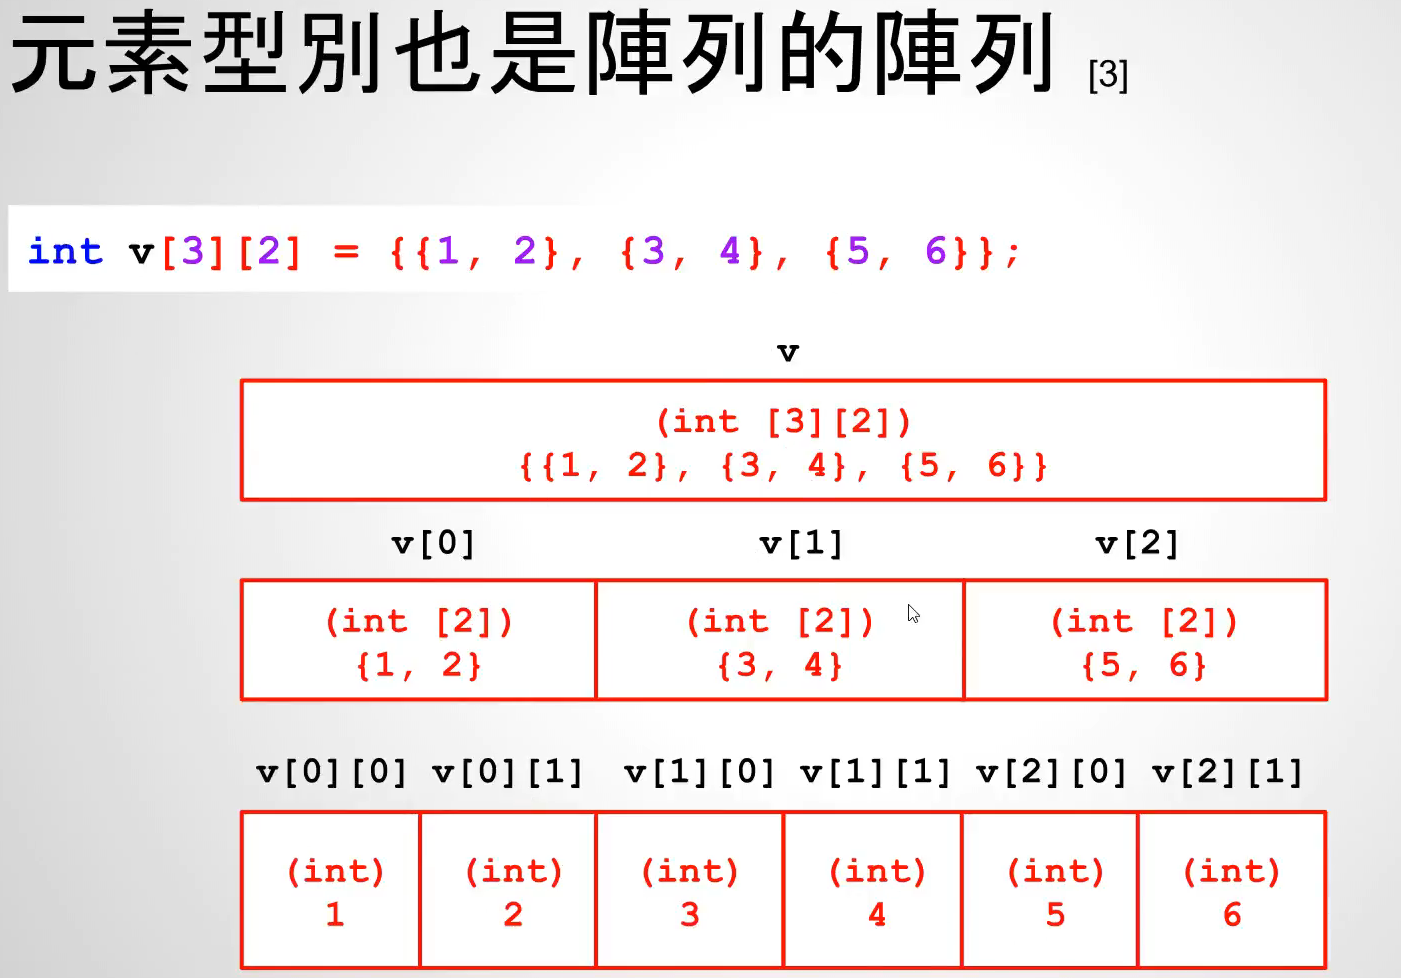 元素型別也是陣列的陣列 [3]
int v[3][2] = {{1, 2}, {3, 4}, {5, 6}};
v
(int [3][2])
{{1, 2}, {3, 4}, {5, 6}}
v[0] v[1] v[2]
(int [2]) (int [2]) (int [2])
{1, 2} {3, 4} {5, 6}
v[0][0] v[0][1] v[1][0] v[1][1] v[2][0] v[2][1]
(int) (int) (int) (int) (int) (int)
1 2 3 4 5 6